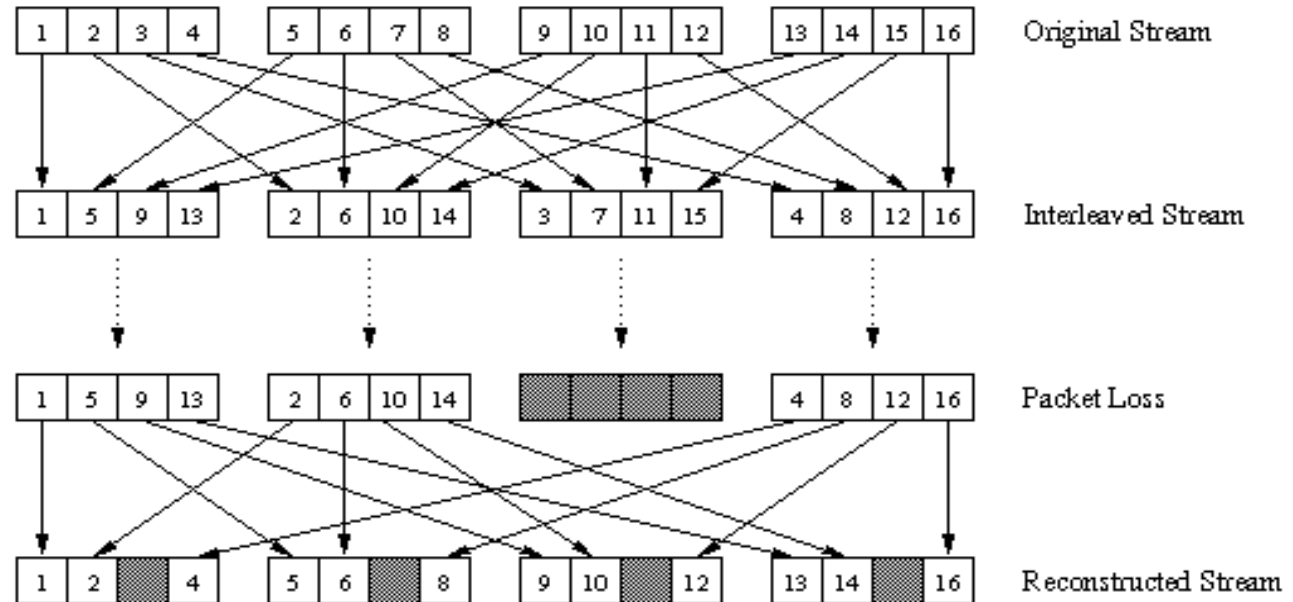 1 2 3 4 5 6 7 8 9 10 11 12 13 14 15 16 Original Stream
1 5 9 13 2 6 10 14 3 7 11 15 4 8 12 16 Interleaved Stream
1 5 9 13 2 6 10 14 4 8 12 16 Packet Loss
1 2 4 5 6 8 9 10 12 13 14 16 Reconstructed Stream